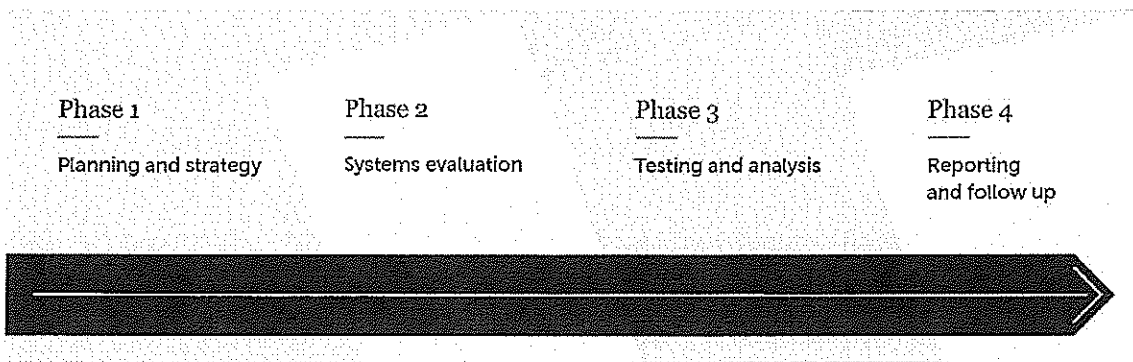 Phase 1
Planning and strategy
Phase 2
Systems evaluation
Phase 3
Testing and analysis
Phase 4
Reporting
and follow up